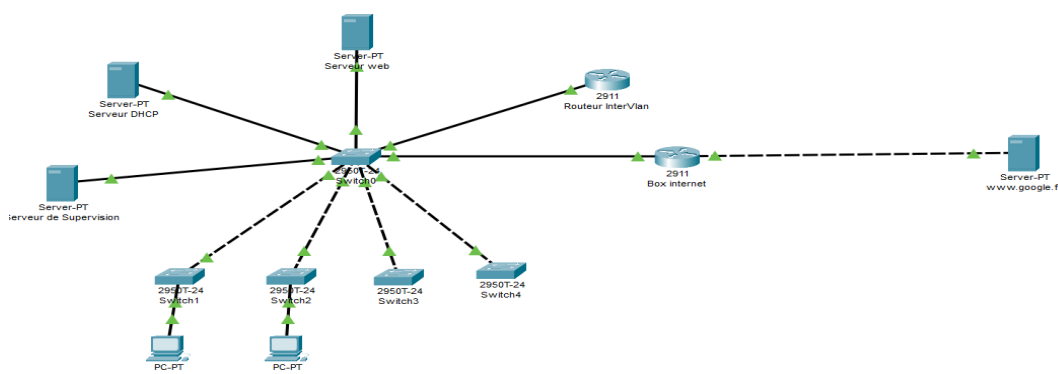 Server-PT
Serveur web
Server-PT
Serveur DHCP
2911
Routeur InterVlan
2950T-24
Switch0
2911
Box internet
Server-PT
www.google.f
Server-PT
Serveur de Supervision
2950T-24
Switch1
2950T-24
Switch2
2950T-24
Switch3
2950T-24
Switch4
PC-PT
PC-PT